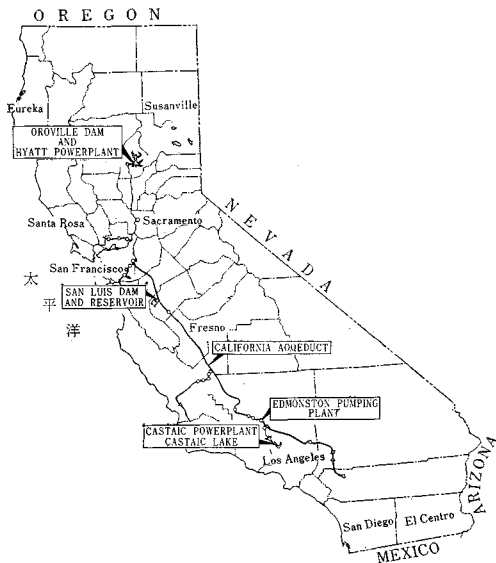 OREGON
Eureka
Susanville
OROVILLE DAM
AND
HYATT POWERPLANT
NEVADA
Santa Rosa
Sacramento
San Francisco
太平洋
SAN LUIS DAM
AND RESERVOIR
Fresno
CALIFORNIA AOQEDUCT
EDMONSTON PUMPING
PLANT
CASTAIC POWERPLANT
CASTAIC LAKE
Los Angeles
ARIZONA
San Diego
El Centro
MEXICO